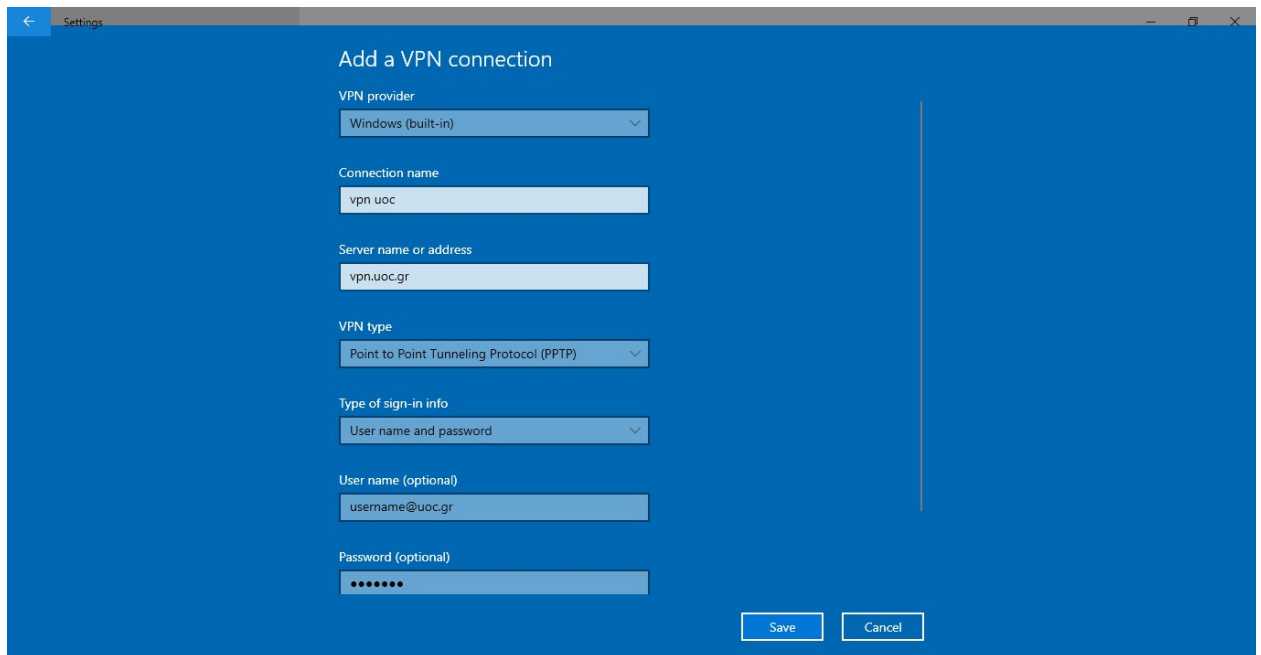 Settings
Add a VPN connection
VPN provider
Windows (built-in)
Connection name
vpn uoc
Server name or address
vpn.uoc.gr
VPN type
Point to Point Tunneling Protocol (PPTP)
Type of sign-in info
User name and password
User name (optional)
username@uoc.gr
Password (optional)
•••••••
Save Cancel